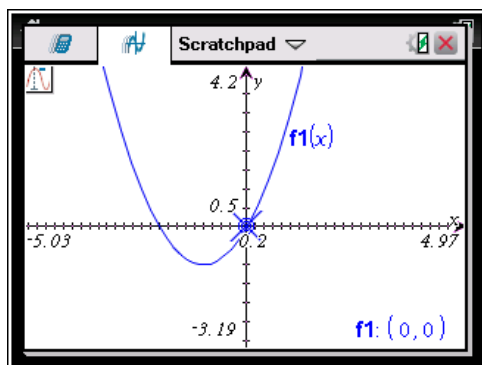 Scratchpad
4.2 y
f1(x)
0.5
x
-5.03 0.2 4.97
-3.19
f1: (0,0)